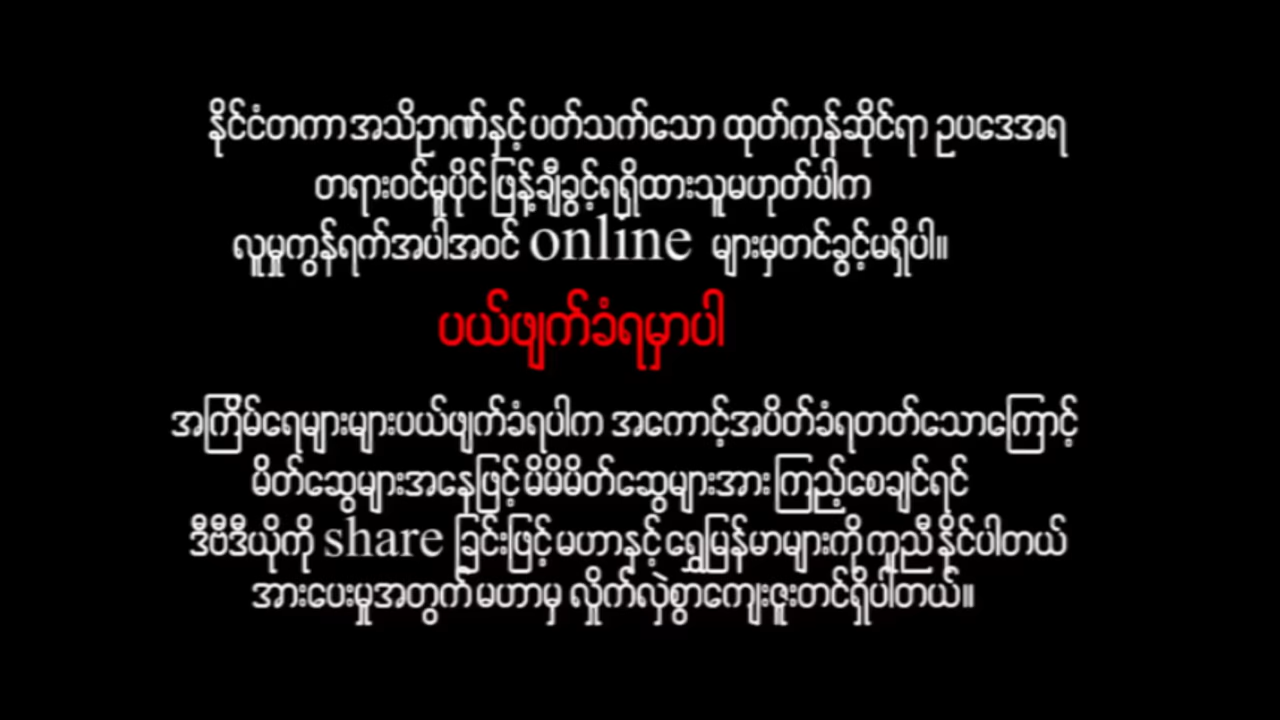 နိုင်ငံတကာ အသိဉာဏ်နှင့် ပတ်သက်သော ထုတ်ကုန်ဆိုင်ရာ ဥပဒေအရ
တရားဝင်မူပိုင် ဖြန့်ချီခွင့်ရရှိထားသူမဟုတ်ပါက
လူမှုကွန်ရက်အပါအဝင် online များမှတင်ခွင့်မရှိပါ။
ပယ်ဖျက်ခံရမှာပါ
အကြိမ်ရေများများပယ်ဖျက်ခံရပါက အကောင့်အပိတ်ခံရတတ်သောကြောင့်
မိတ်ဆွေများအနေဖြင့် မိမိမိတ်ဆွေများအား ကြည့်စေချင်ရင်
ဒီဗီဒီယိုကို share ခြင်းဖြင့် မဟာနှင့် ရွှေမြန်မာများကို ကူညီ နိုင်ပါတယ်
အားပေးမှုအတွက် မဟာမှ လှိုက်လှဲစွာကျေးဇူးတင်ရှိပါတယ်။